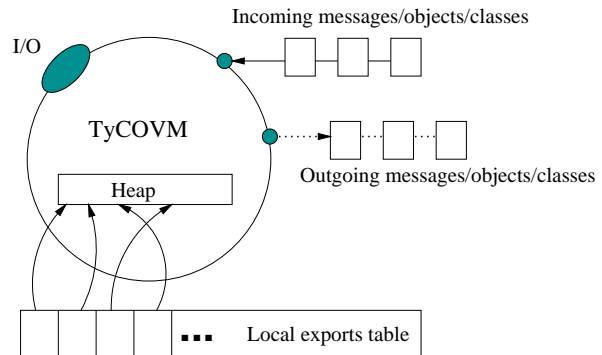 Incoming messages/objects/classes
I/O
TyCOVM
Outgoing messages/objects/classes
Heap
Local exports table